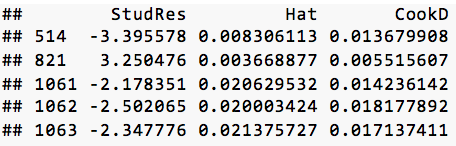 ##        StudRes         Hat       CookD
## 514  -3.395578 0.008306113 0.013679908
## 821   3.250476 0.003668877 0.005515607
## 1061 -2.178351 0.020629532 0.014236142
## 1062 -2.502065 0.020003424 0.018177892
## 1063 -2.347776 0.021375727 0.017137411